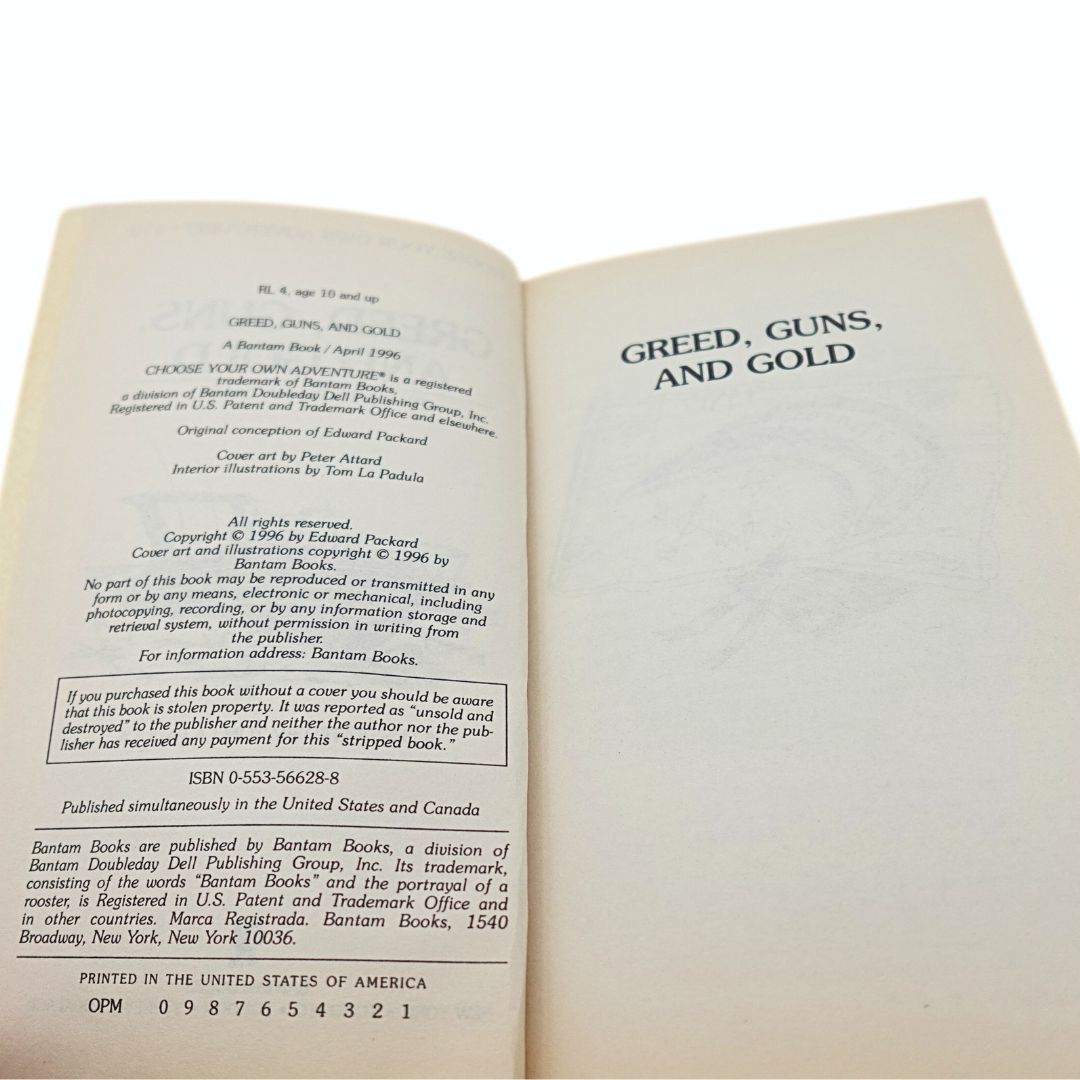 RL 4, age 10 and up
GREED, GUNS, AND GOLD
A Bantam Book / April 1996
CHOOSE YOUR OWN ADVENTURE® is a registered
trademark of Bantam Books,
a division of Bantam Doubleday Dell Publishing Group, Inc.
Registered in U.S. Patent and Trademark Office and elsewhere.
Original conception of Edward Packard
Cover art by Peter Attard
Interior illustrations by Tom La Padula
All rights reserved.
Copyright © 1996 by Edward Packard
Cover art and illustrations copyright © 1996 by
Bantam Books.
No part of this book may be reproduced or transmitted in any
form or by any means, electronic or mechanical, including
photocopying, recording, or by any information storage and
retrieval system, without permission in writing from
the publisher.
For information address: Bantam Books.
If you purchased this book without a cover you should be aware
that this book is stolen property. It was reported as "unsold and
destroyed" to the publisher and neither the author nor the pub-
lisher has received any payment for this "stripped book."
ISBN 0-553-56628-8
Published simultaneously in the United States and Canada
Bantam Books are published by Bantam Books, a division of
Bantam Doubleday Dell Publishing Group, Inc. Its trademark,
consisting of the words "Bantam Books" and the portrayal of a
rooster, is Registered in U.S. Patent and Trademark Office and
in other countries. Marca Registrada. Bantam Books, 1540
Broadway, New York, New York 10036.
PRINTED IN THE UNITED STATES OF AMERICA
OPM 0 9 8 7 6 5 4 3 2 1
GREED, GUNS,
AND GOLD